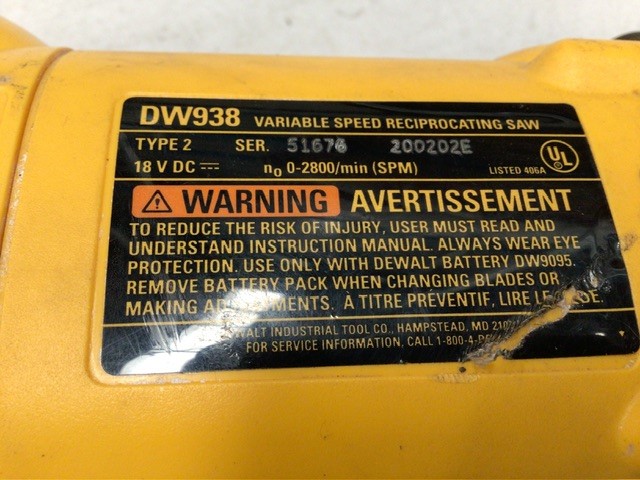 DW938 VARIABLE SPEED RECIPROCATING SAW
TYPE 2 SER. 200202E
18 V DC n₀ 0-2800/min (SPM) LISTED 406A
UL
WARNING AVERTISSEMENT
TO REDUCE THE RISK OF INJURY, USER MUST READ AND
UNDERSTAND INSTRUCTION MANUAL. ALWAYS WEAR EYE
PROTECTION. USE ONLY WITH DEWALT BATTERY DW9095.
REMOVE BATTERY PACK WHEN CHANGING BLADES OR
MAKING À TITRE PRÉVENTIF, LIRE
INDUSTRIAL TOOL CO., HAMPSTEAD, MD
FOR SERVICE INFORMATION, CALL